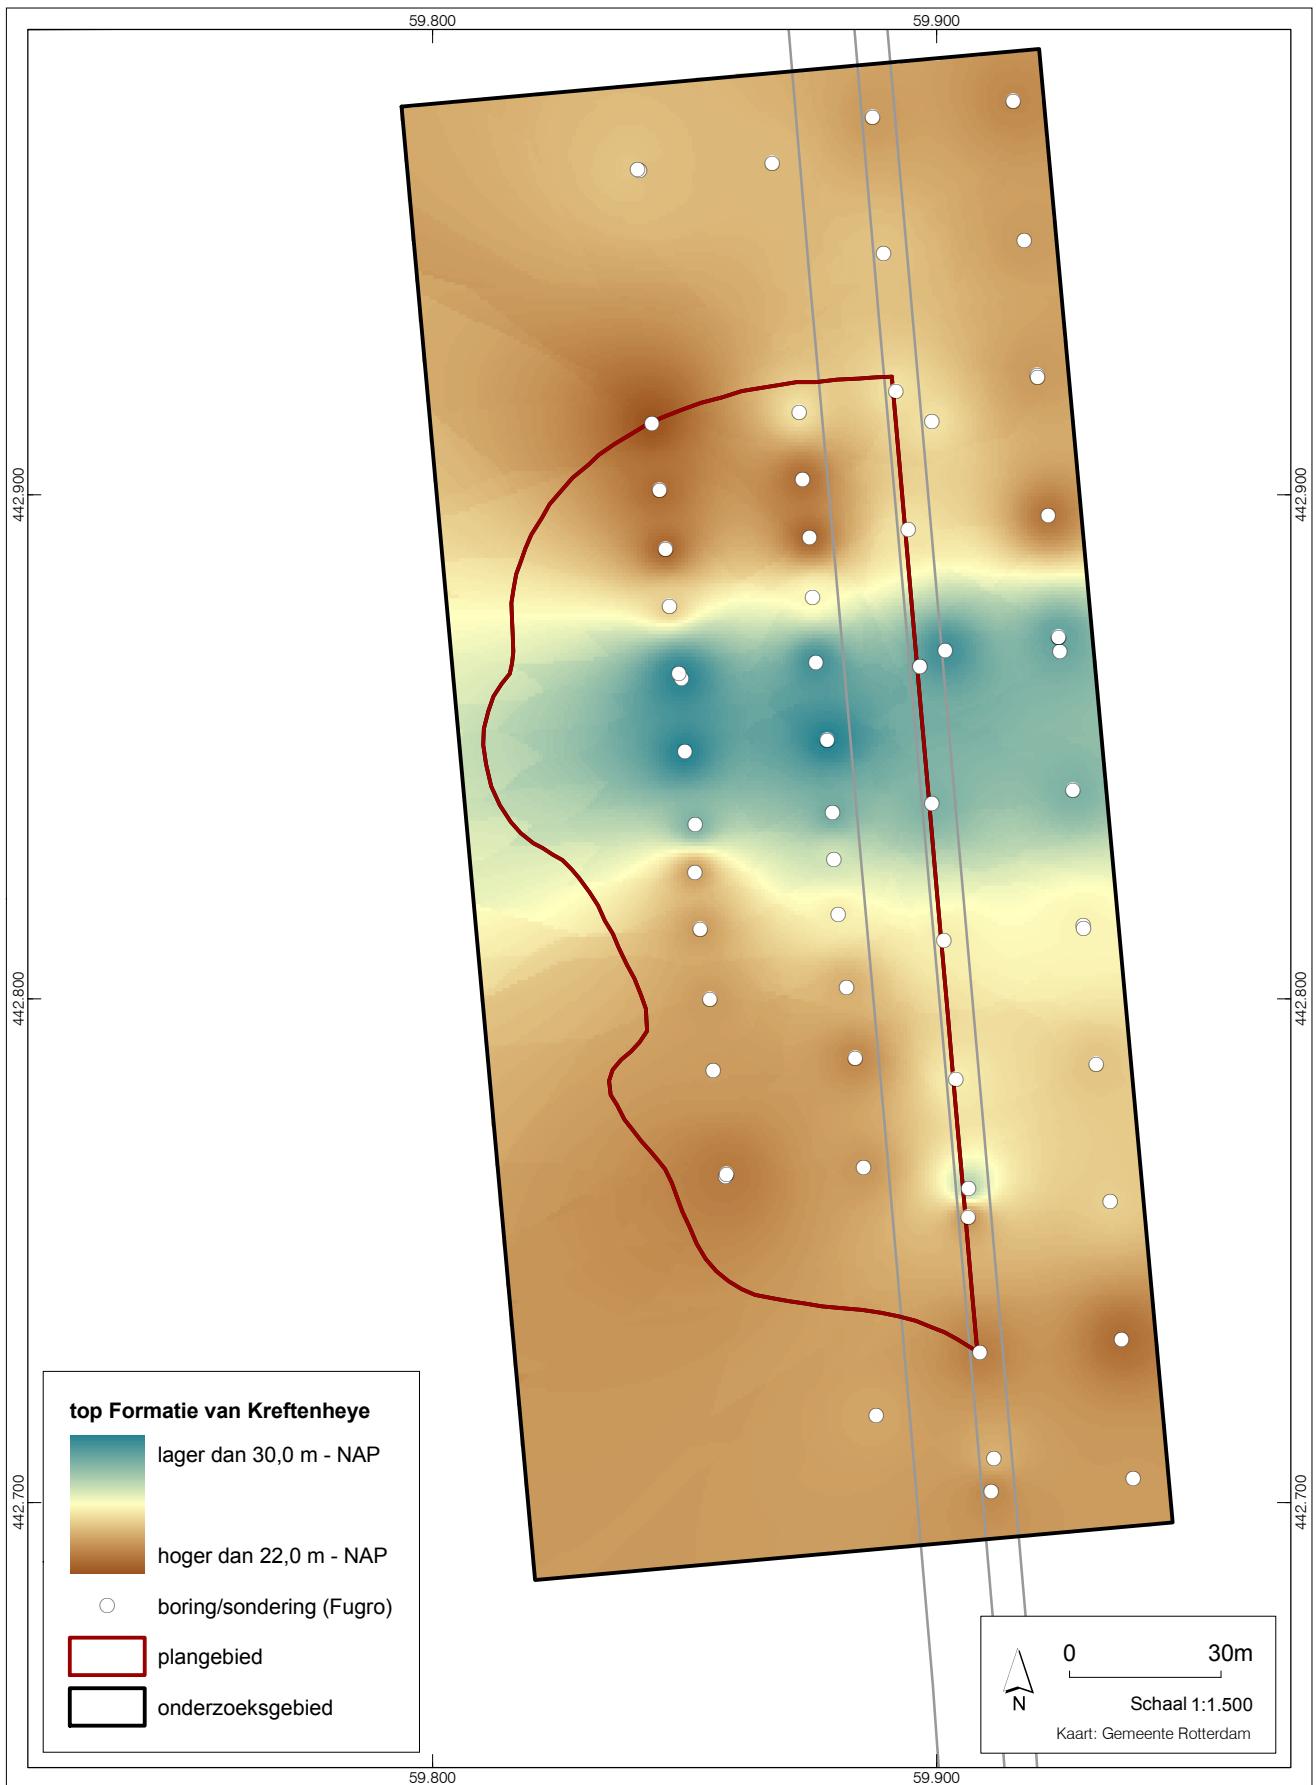 59.800
59.900
442.900
442.900
442.800
442.800
442.700
442.700
top Formatie van Kreftenheye
lager dan 30,0 m - NAP
hoger dan 22,0 m - NAP
boring/sondering (Fugro)
plangebied
onderzoeksgebied
0 30m
N
Schaal 1:1.500
Kaart: Gemeente Rotterdam
59.800
59.900